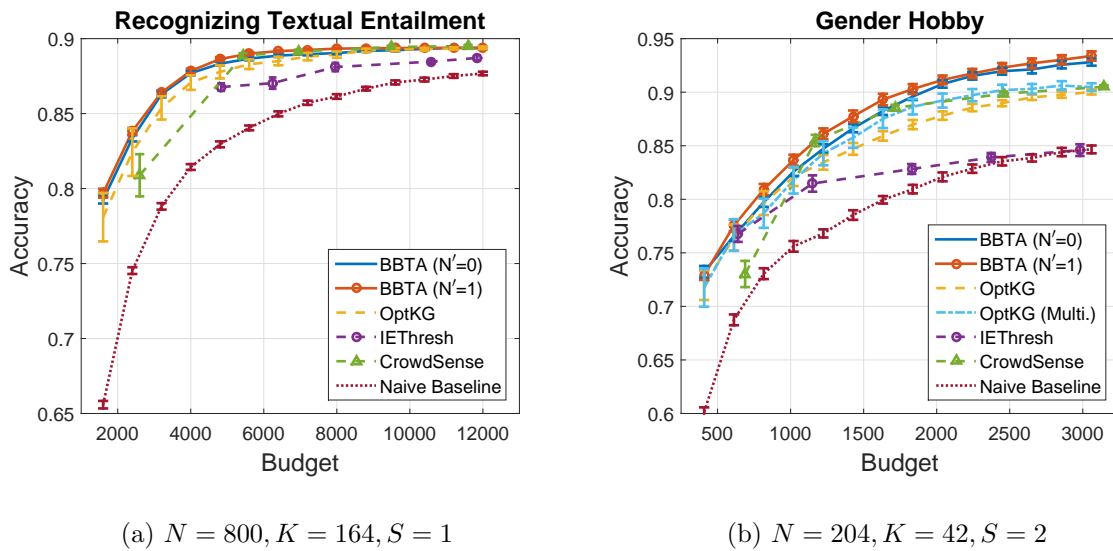 Recognizing Textual Entailment
0.9
0.85
0.8
0.75
0.7
0.65
Accuracy
BBTA (N'=0)
BBTA (N'=1)
OptKG
IEThresh
CrowdSense
Naive Baseline
2000 4000 6000 8000 10000 12000
Budget
(a) N = 800, K = 164, S = 1
Gender Hobby
0.95
0.9
0.85
0.8
0.75
0.7
0.65
0.6
Accuracy
BBTA (N'=0)
BBTA (N'=1)
OptKG
OptKG (Multi.)
IEThresh
CrowdSense
Naive Baseline
500 1000 1500 2000 2500 3000
Budget
(b) N = 204, K = 42, S = 2